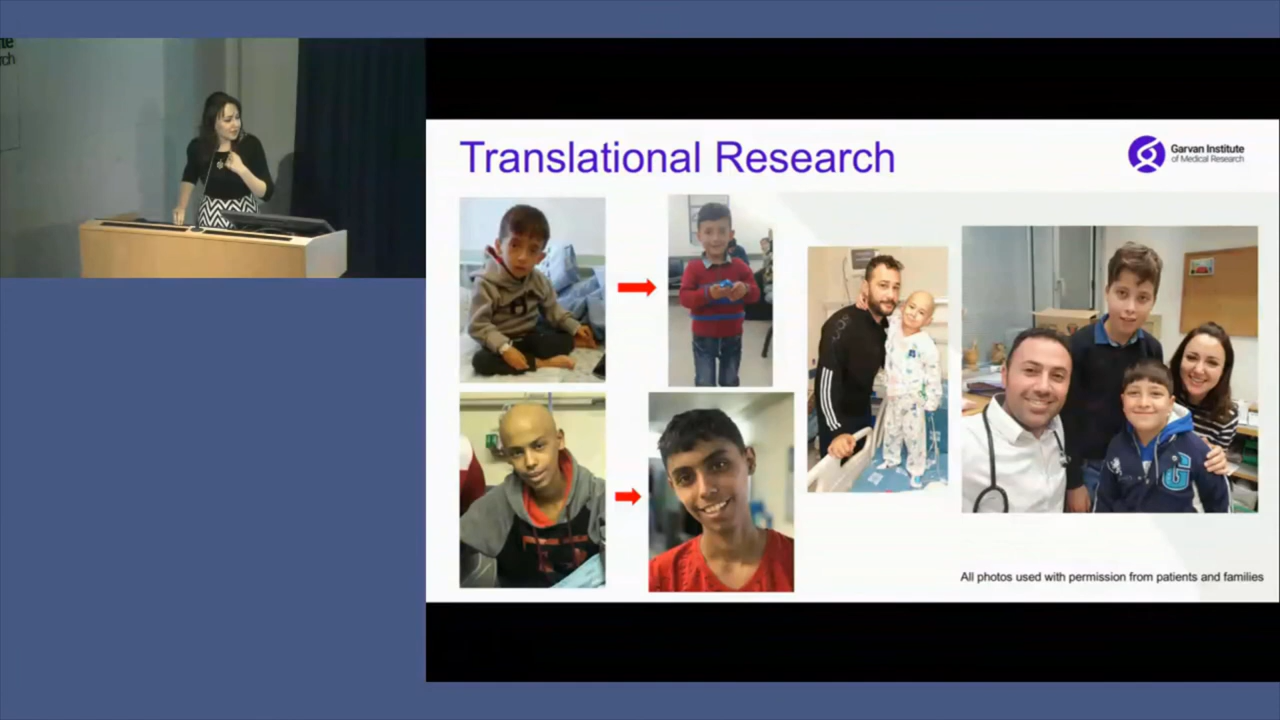 Translational Research
Garvan Institute
of Medical Research
All photos used with permission from patients and families